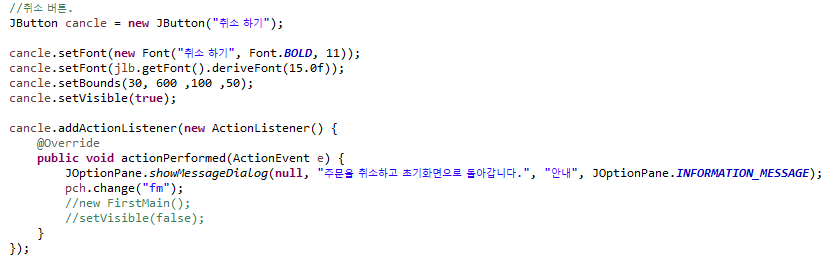 //취소 버튼.
JButton cancle = new JButton("취소 하기");
cancle.setFont(new Font("취소 하기", Font.BOLD, 11));
cancle.setFont(jlb.getFont().deriveFont(15.0f));
cancle.setBounds(30, 600 ,100 ,50);
cancle.setVisible(true);
cancle.addActionListener(new ActionListener() {
@Override
public void actionPerformed(ActionEvent e) {
JOptionPane.showMessageDialog(null, "주문을 취소하고 초기화면으로 돌아갑니다.", "안내", JOptionPane.INFORMATION_MESSAGE);
pch.change("fm");
//new FirstMain();
//setVisible(false);
}
});